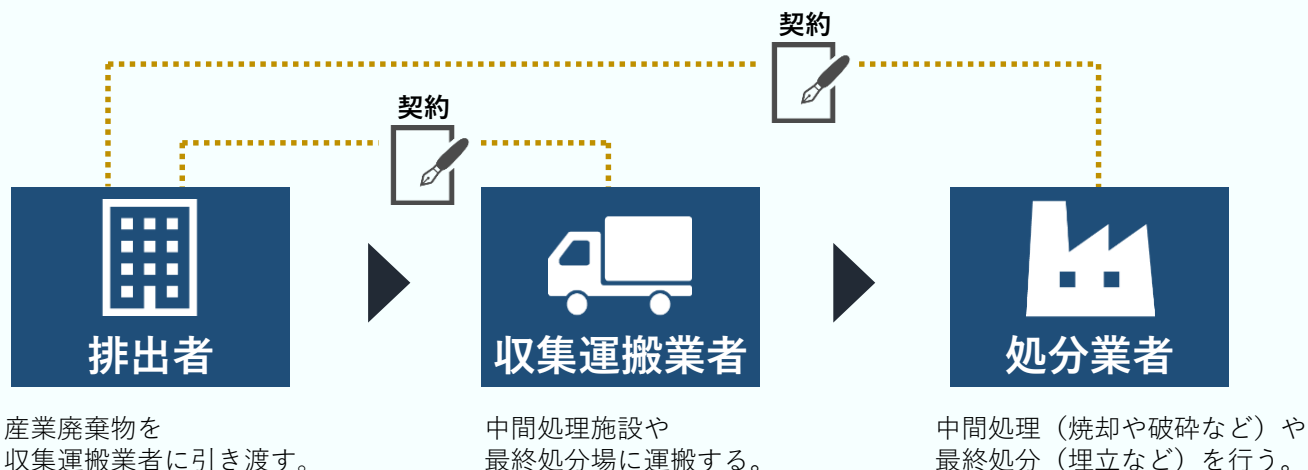 契約
契約
排出者
収集運搬業者
処分業者
産業廃棄物を
収集運搬業者に引き渡す。
中間処理施設や
最終処分場に運搬する。
中間処理（焼却や破砕など）や
最終処分（埋立など）を行う。